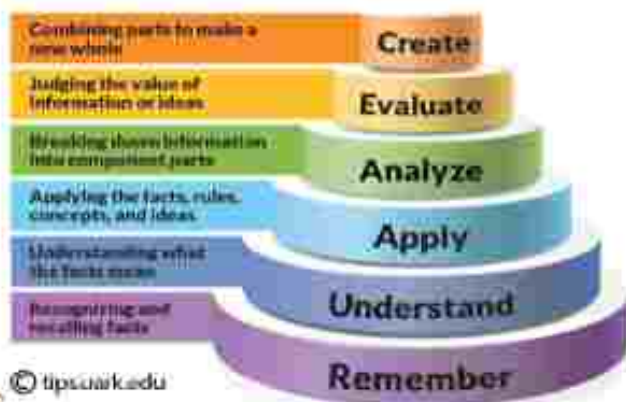 Combining parts to make a
new whole
Create
Judging the value of
information or ideas
Evaluate
Breaking down information
into component parts
Analyze
Applying the facts, rules,
concepts, and ideas
Apply
Understanding what
the facts mean
Understand
Recognizing and
recalling facts
Remember
© tips.uark.edu